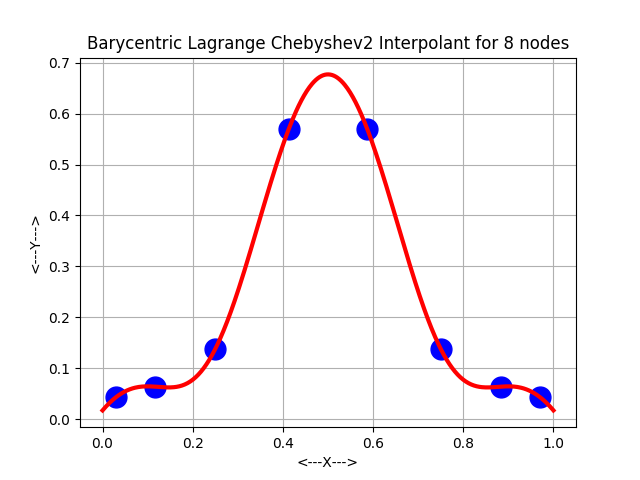 Barycentric Lagrange Chebyshev2 Interpolant for 8 nodes
0.7
0.6
0.5
0.4
0.3
0.2
0.1
0.0
<---Y--->
0.0 0.2 0.4 0.6 0.8 1.0
<---X--->